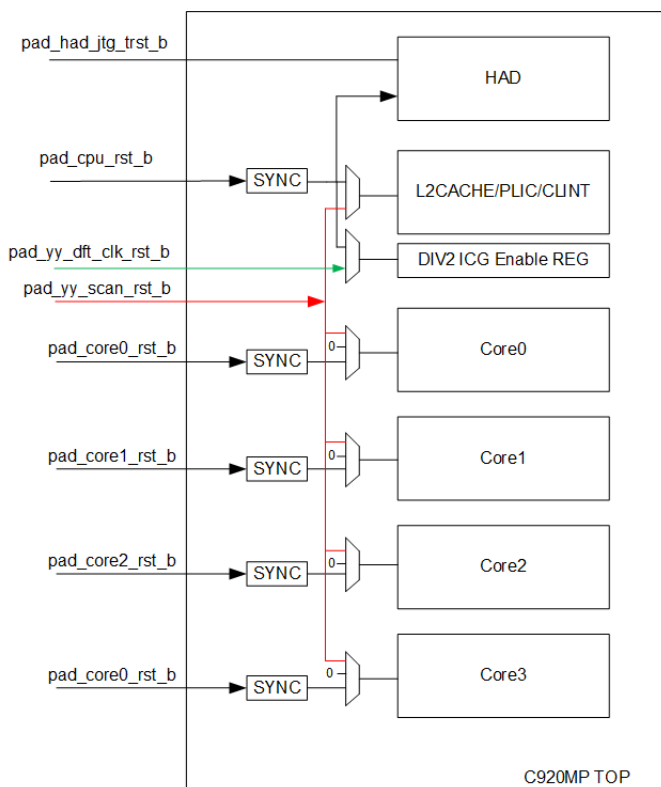 pad_had_jtg_trst_b
HAD
pad_cpu_rst_b
SYNC
L2CACHE/PLIC/CLINT
pad_yy_dft_clk_rst_b
DIV2 ICG Enable REG
pad_yy_scan_rst_b
pad_core0_rst_b
SYNC
0
Core0
pad_core1_rst_b
SYNC
0
Core1
pad_core2_rst_b
SYNC
0
Core2
pad_core0_rst_b
SYNC
0
Core3
C920MP TOP